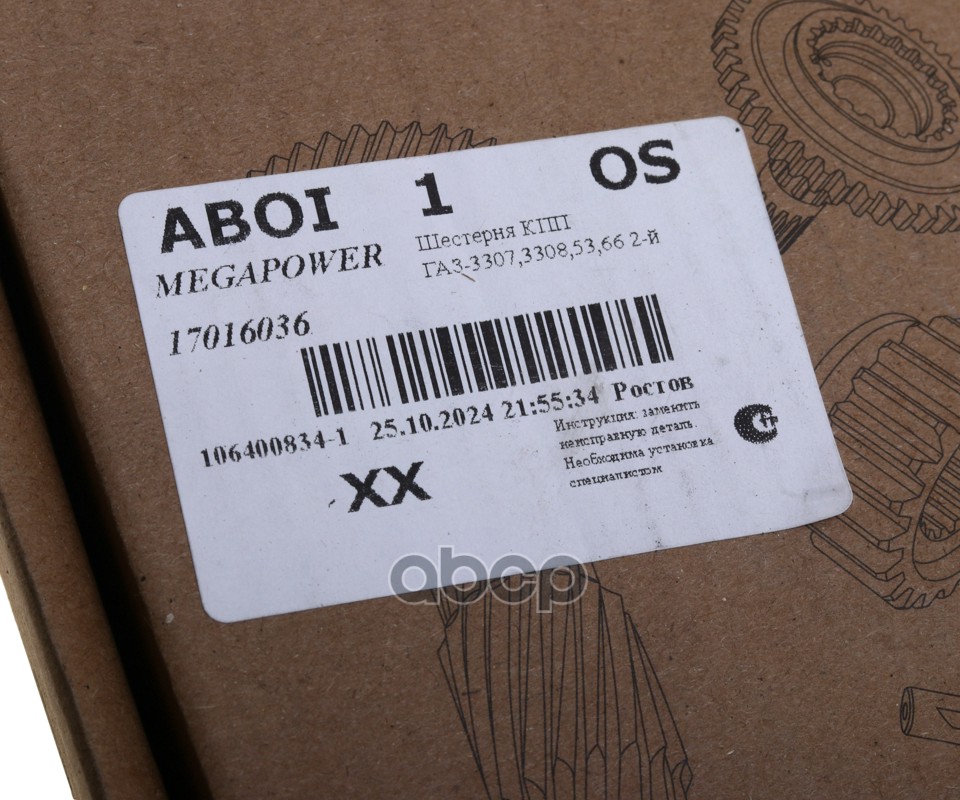 ABOI 1 OS
MEGAPOWER
Шестерня КПП
ГАЗ-3307,3308,53,66 2-й
17016036
106400834-1 25.10.2024 21:55:34 Ростов
Инструкция: заменить
неисправную деталь.
Необходима установка
специалистом
XX
abcp